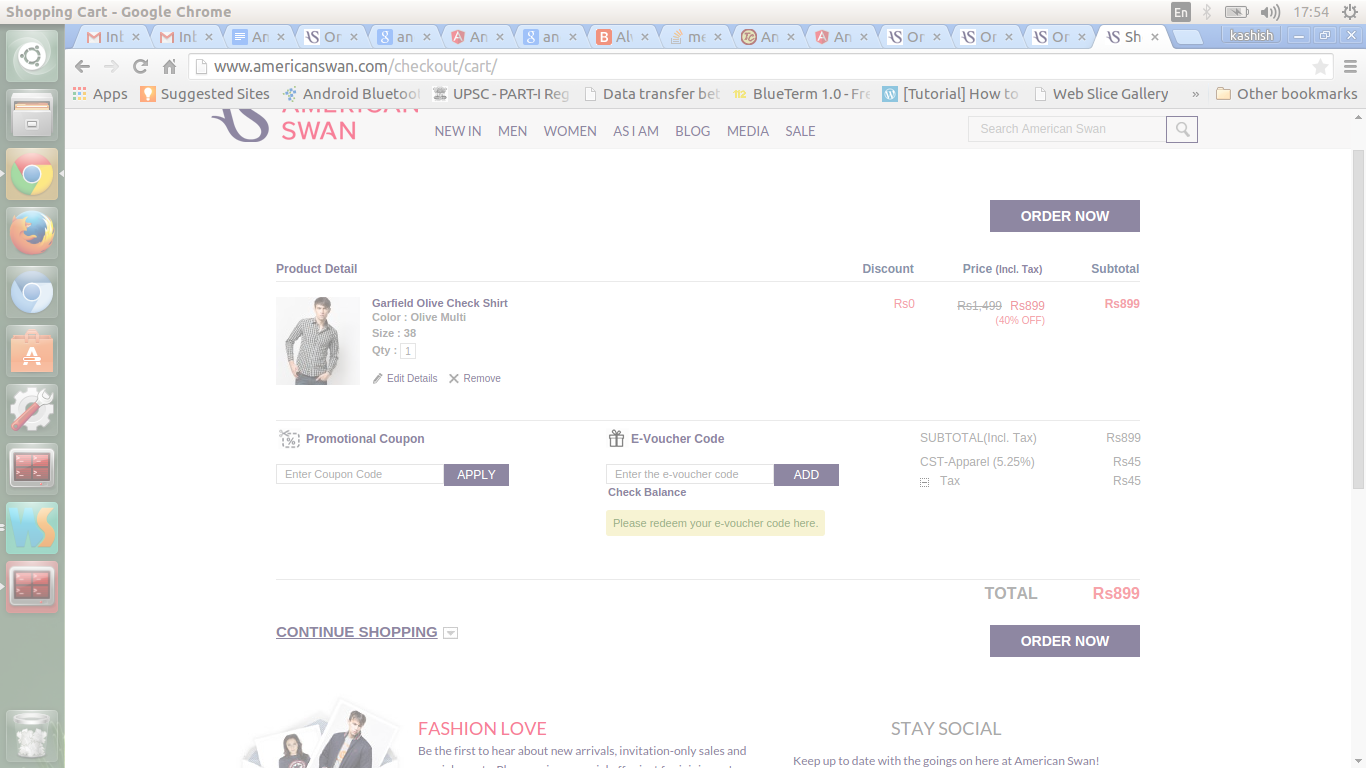 Shopping Cart - Google Chrome
En
17:54
Inb
Inb
An
Or
an
An
an
Al
me
An
An
Or
Or
Or
Sh
kashish
www.americanswan.com/checkout/cart/
Apps
Suggested Sites
Android Bluetoot
UPSC - PART-I Reg
Data transfer bet
BlueTerm 1.0 - Fre
[Tutorial] How to
Web Slice Gallery
»
Other bookmarks
AMERICAN
SWAN
NEW IN
MEN
WOMEN
AS I AM
BLOG
MEDIA
SALE
Search American Swan
ORDER NOW
Product Detail
Discount
Price (Incl. Tax)
Subtotal
Garfield Olive Check Shirt
Color : Olive Multi
Size : 38
Qty : 1
Edit Details
Remove
Rs0
Rs1,499 Rs899
(40% OFF)
Rs899
Promotional Coupon
Enter Coupon Code
APPLY
E-Voucher Code
Enter the e-voucher code
ADD
Check Balance
Please redeem your e-voucher code here.
SUBTOTAL(Incl. Tax) Rs899
CST-Apparel (5.25%) Rs45
Tax Rs45
TOTAL Rs899
CONTINUE SHOPPING
ORDER NOW
FASHION LOVE
Be the first to hear about new arrivals, invitation-only sales and
STAY SOCIAL
Keep up to date with the goings on here at American Swan!